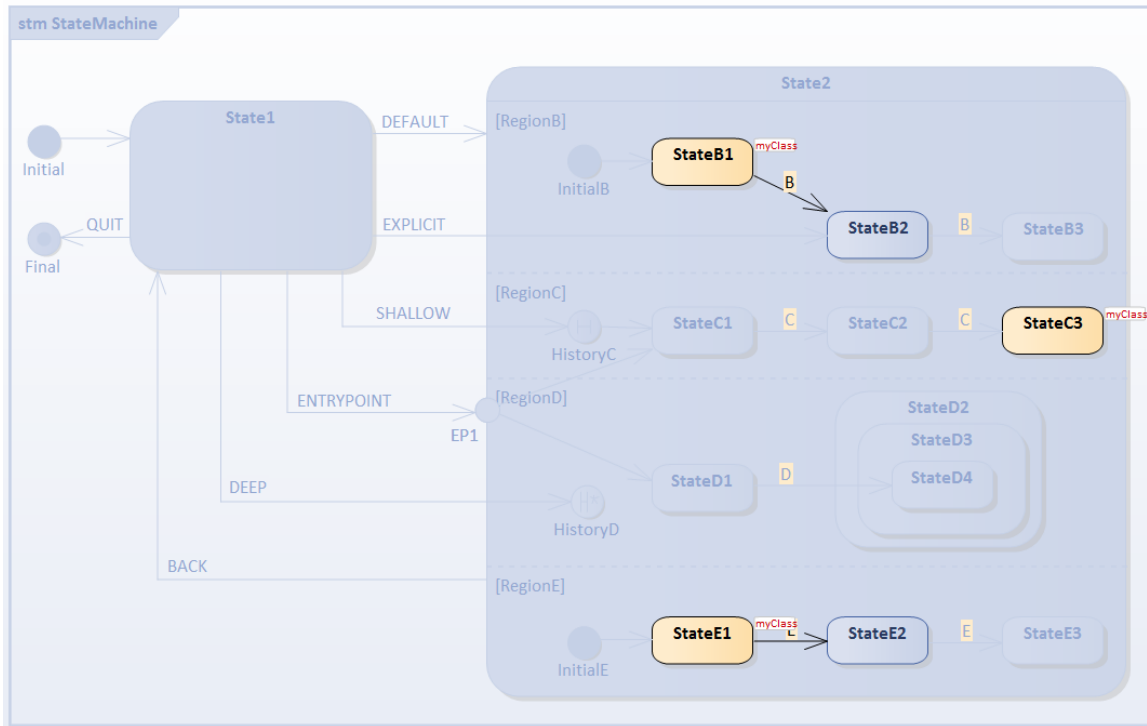 stm StateMachine
State2
State1
DEFAULT
[RegionB]
myClass
StateB1
Initial
InitialB
B
QUIT
EXPLICIT
StateB2
B
StateB3
Final
[RegionC]
SHALLOW
StateC1
C
StateC2
C
StateC3
myClass
HistoryC
ENTRYPOINT
[RegionD]
StateD2
EP1
StateD3
StateD1
D
StateD4
DEEP
HistoryD
BACK
[RegionE]
myClass
StateE1
E
StateE2
E
StateE3
InitialE